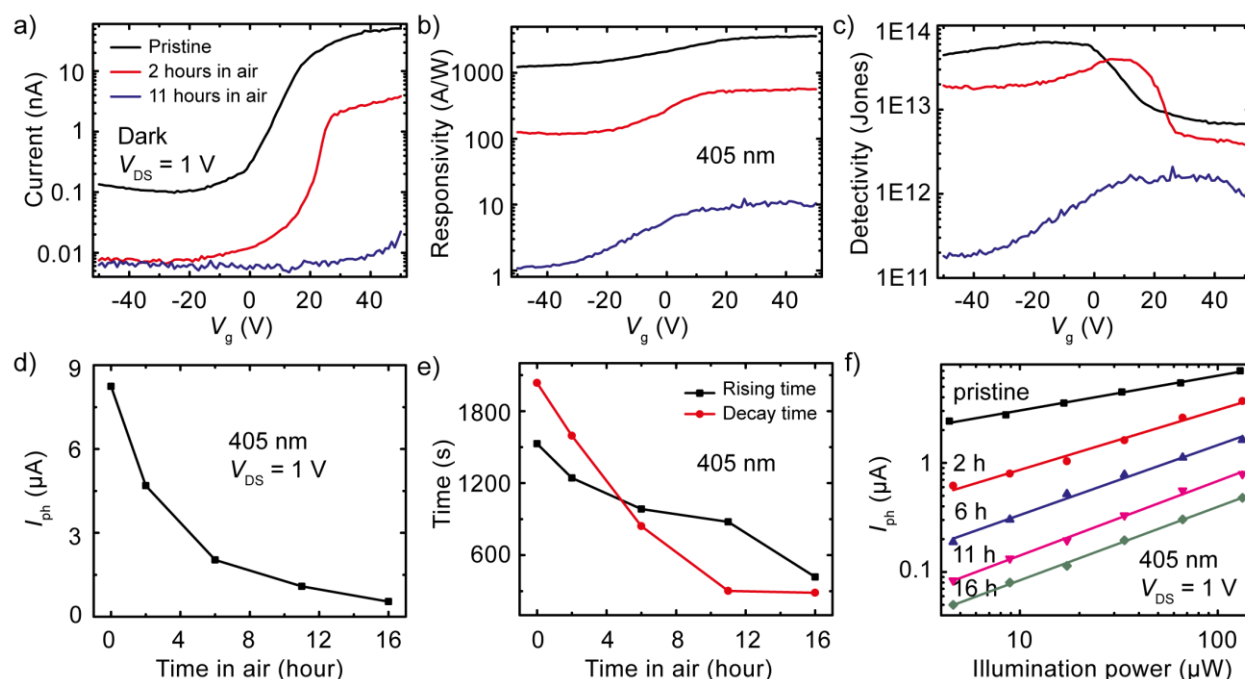 a)
Pristine
2 hours in air
11 hours in air
Dark
V_DS = 1 V
Current (nA)
10
1
0.1
0.01
-40 -20 0 20 40
V_g (V)
b)
405 nm
Responsivity (A/W)
1000
100
10
1
-40 -20 0 20 40
V_g (V)
c)
Detectivity (Jones)
1E14
1E13
1E12
1E11
-40 -20 0 20 40
V_g (V)
d)
405 nm
V_DS = 1 V
I_ph (μA)
9
6
3
0
0 4 8 12 16
Time in air (hour)
e)
Rising time
Decay time
405 nm
Time (s)
1800
1200
600
0 4 8 12 16
Time in air (hour)
f)
pristine
2 h
6 h
11 h
16 h
405 nm
V_DS = 1 V
I_ph (μA)
1
0.1
10 100
Illumination power (μW)